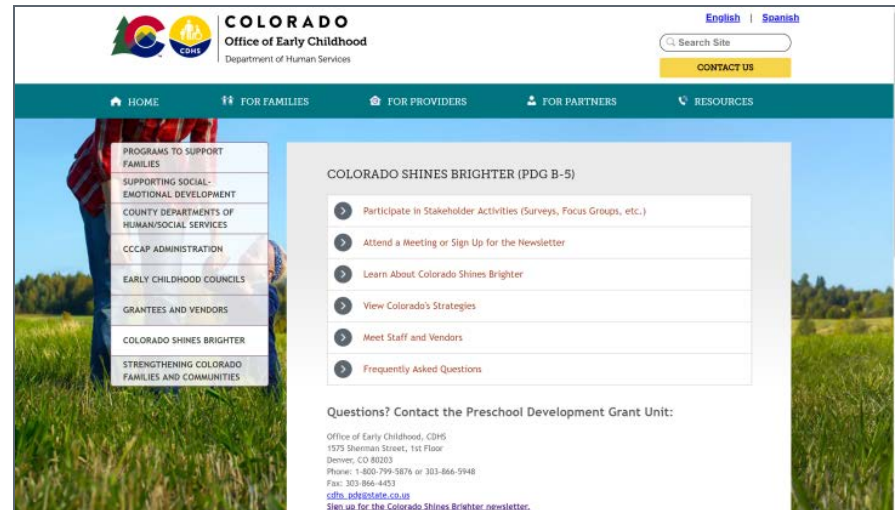 COLORADO
Office of Early Childhood
Department of Human Services
CDHS
English | Spanish
Search Site
CONTACT US
HOME
FOR FAMILIES
FOR PROVIDERS
FOR PARTNERS
RESOURCES
PROGRAMS TO SUPPORT
FAMILIES
SUPPORTING SOCIAL-
EMOTIONAL DEVELOPMENT
COUNTY DEPARTMENTS OF
HUMAN/SOCIAL SERVICES
CCCAP ADMINISTRATION
EARLY CHILDHOOD COUNCILS
GRANTEES AND VENDORS
COLORADO SHINES BRIGHTER
STRENGTHENING COLORADO
FAMILIES AND COMMUNITIES
COLORADO SHINES BRIGHTER (PDG B-5)
Participate in Stakeholder Activities (Surveys, Focus Groups, etc.)
Attend a Meeting or Sign Up for the Newsletter
Learn About Colorado Shines Brighter
View Colorado's Strategies
Meet Staff and Vendors
Frequently Asked Questions
Questions? Contact the Preschool Development Grant Unit:
Office of Early Childhood, CDHS
1575 Sherman Street, 1st Floor
Denver, CO 80203
Phone: 1-800-799-5876 or 303-866-5948
Fax: 303-866-4453
cdhs_pdg@state.co.us
Sign up for the Colorado Shines Brighter newsletter.